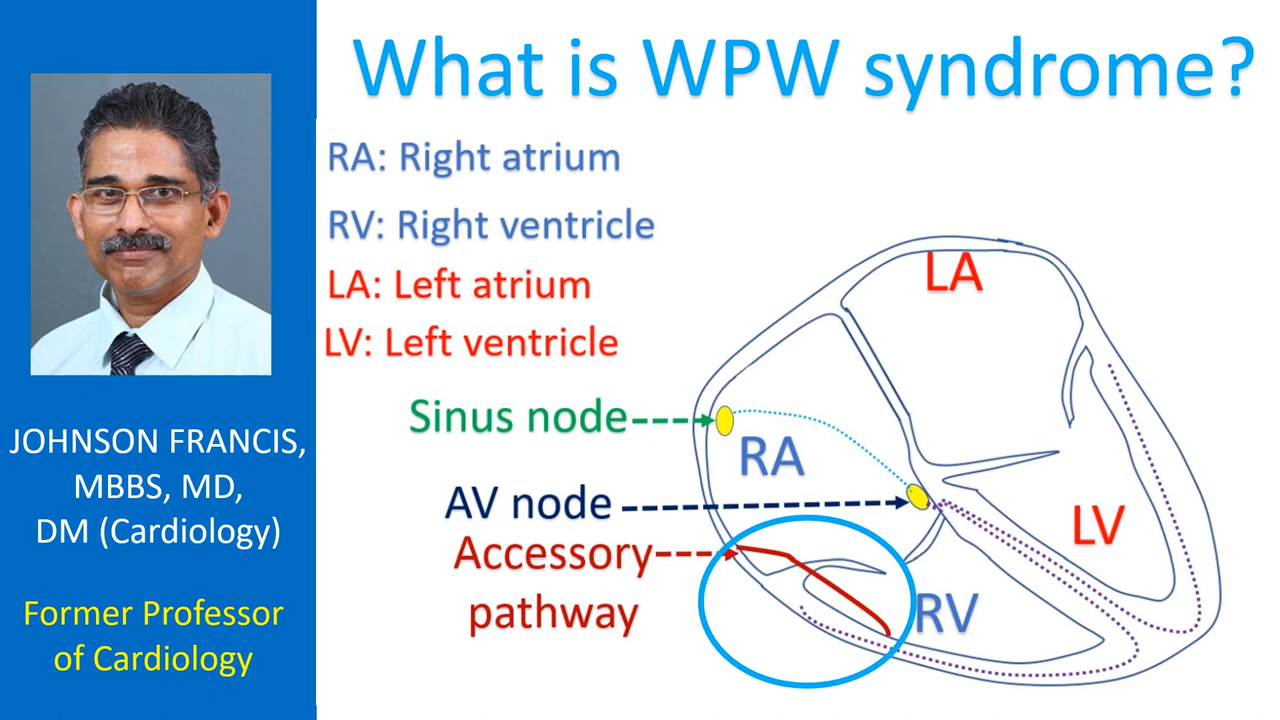 What is WPW syndrome?
JOHNSON FRANCIS,
MBBS, MD,
DM (Cardiology)
Former Professor
of Cardiology
RA: Right atrium
RV: Right ventricle
LA: Left atrium
LV: Left ventricle
Sinus node
AV node
Accessory
pathway
LA
RA
LV
RV